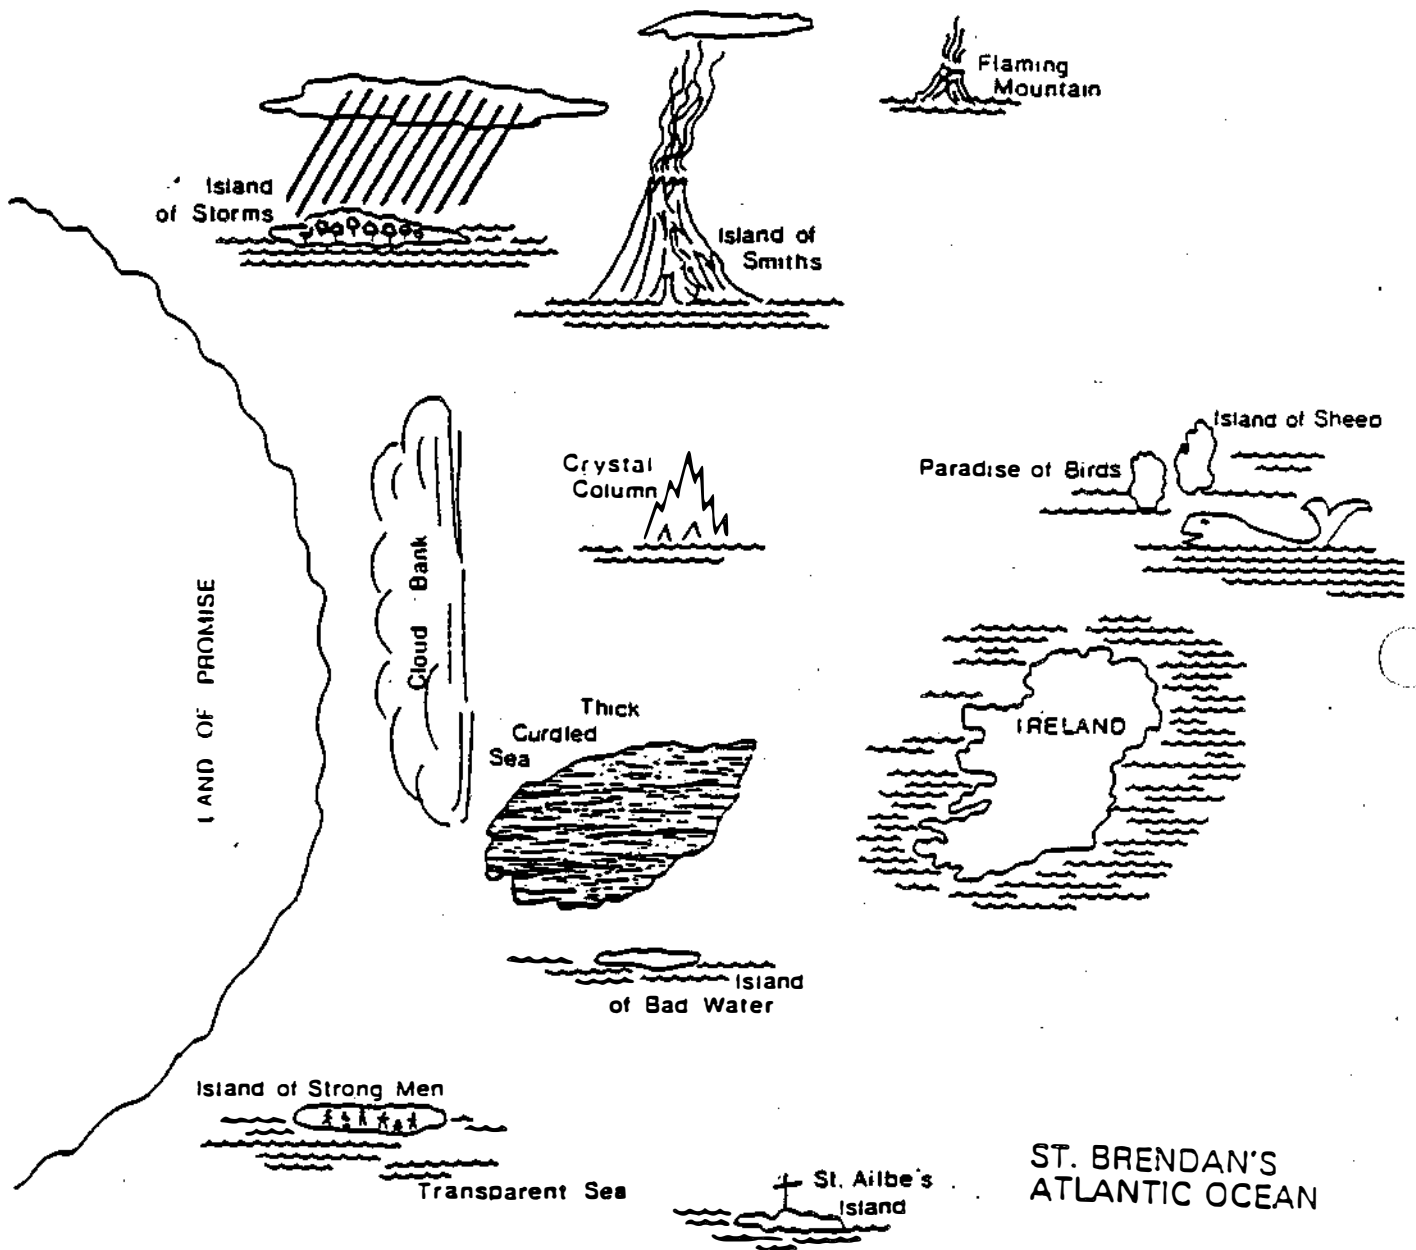 Flaming
Mountain
Island
of Storms
Island of
Smiths
Island of Sheep
Paradise of Birds
Crystal
Column
Cloud Bank
LAND OF PROMISE
IRELAND
Thick
Curdled
Sea
Island
of Bad Water
Island of Strong Men
Transparent Sea
St. Ailbe's
Island
ST. BRENDAN'S
ATLANTIC OCEAN